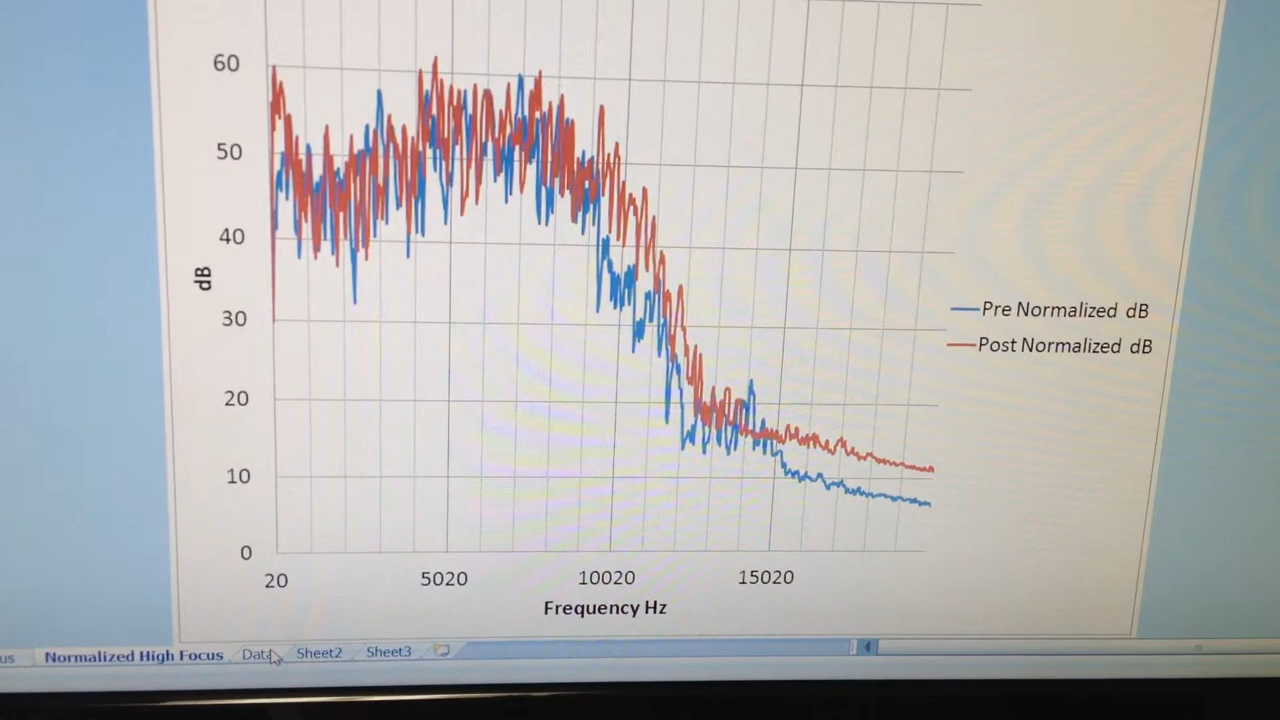 60
50
40
30
20
10
0
dB
20 5020 10020 15020
Frequency Hz
Pre Normalized dB
Post Normalized dB
us Normalized High Focus Data Sheet2 Sheet3